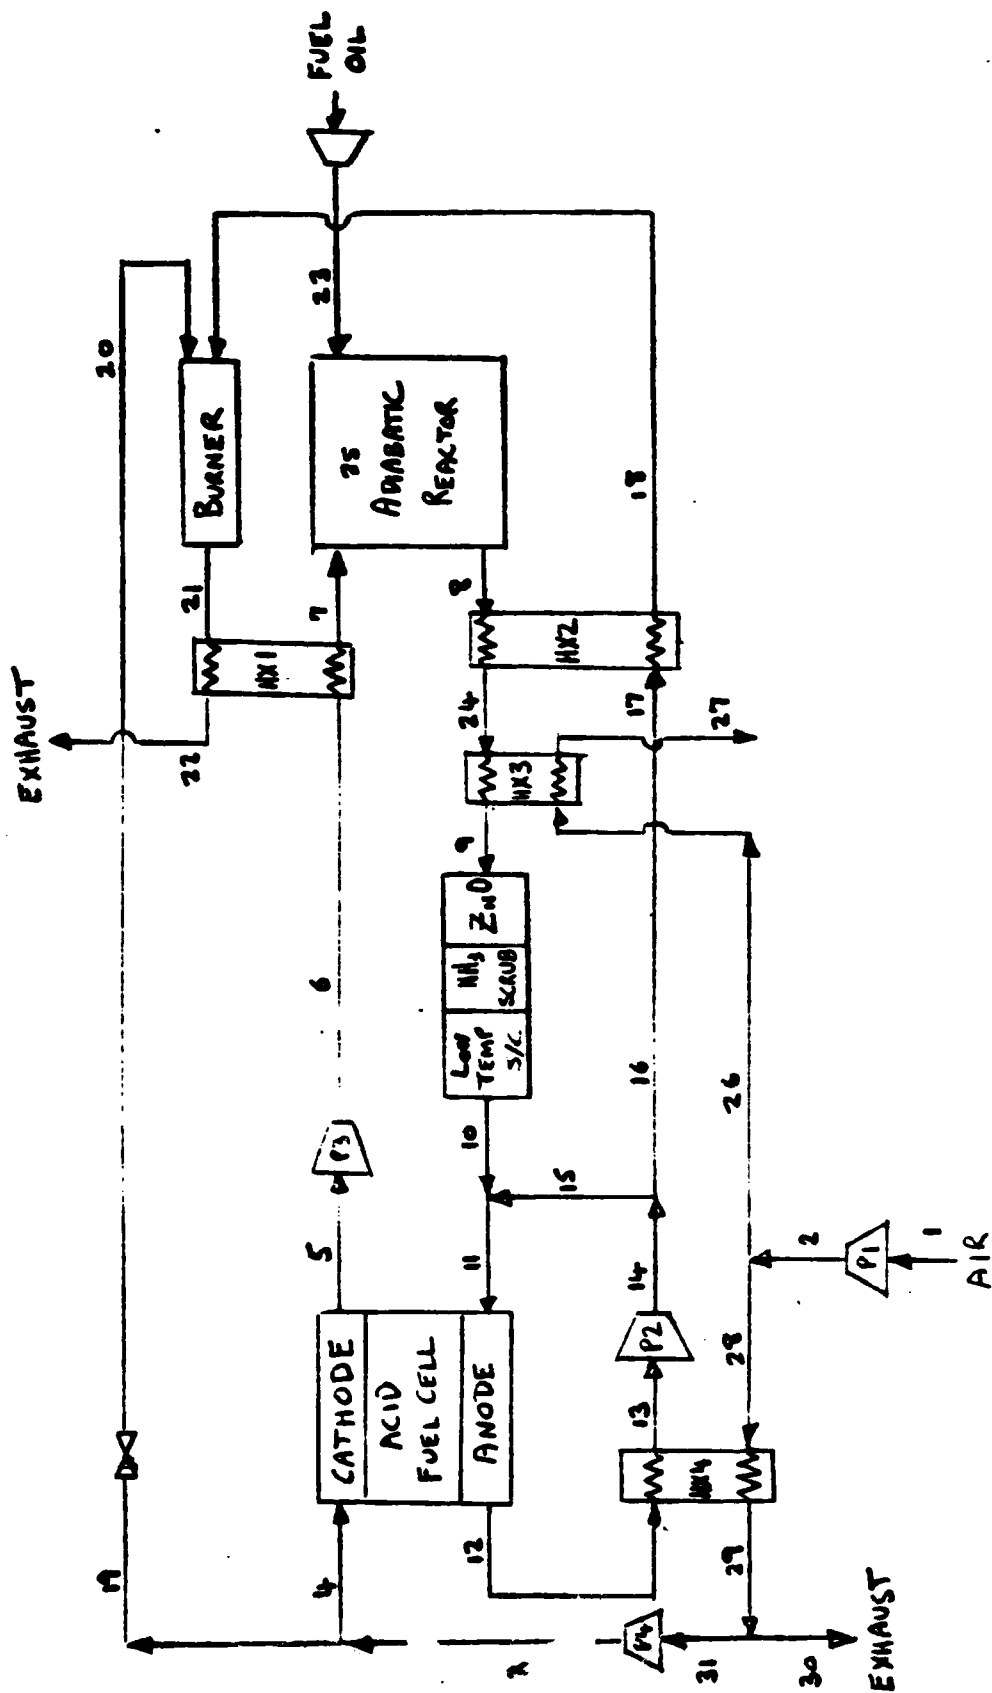 FUEL
OIL
20
23
BURNER
25
ADIABATIC
REACTOR
18
21
7
8
HX1
HX2
EXHAUST
22
24
17
27
HX3
9
6
ZNO
NH3
SCRUB
LOW
TEMP
S/C.
16
26
P3
10
15
5
11
14
2
P1
1
AIR
CATHODE
ACID
FUEL CELL
ANODE
P2
28
13
HX4
19
4
12
29
P4
31
30
EXHAUST